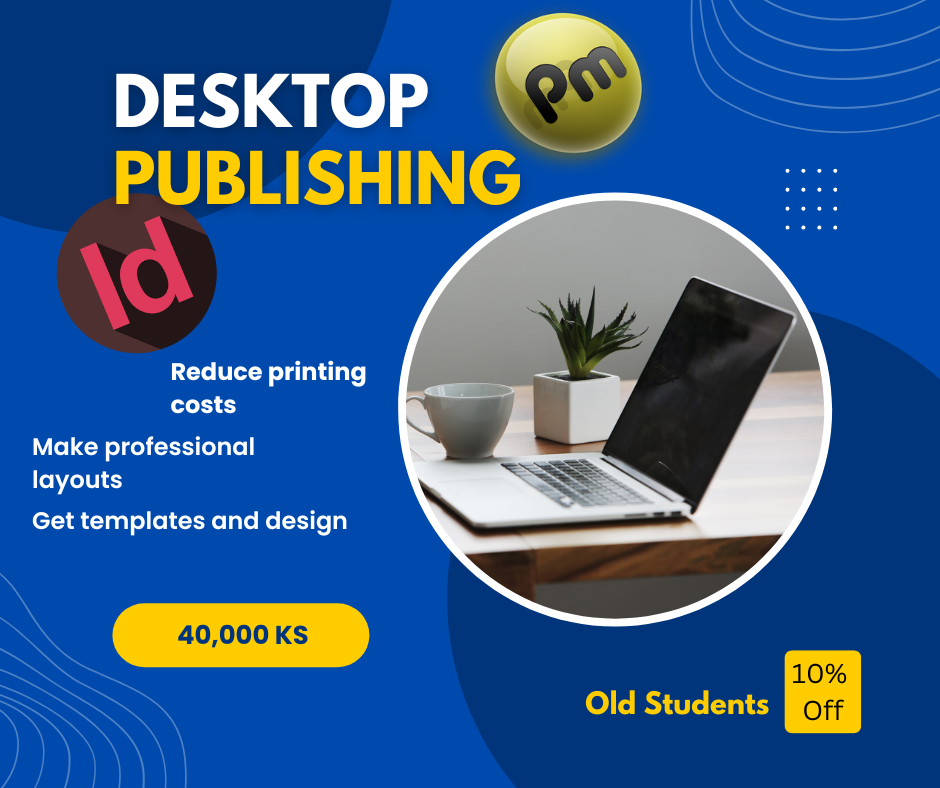 DESKTOP
PUBLISHING
Pm
Id
Reduce printing
costs
Make professional
layouts
Get templates and design
40,000 KS
Old Students
10%
Off